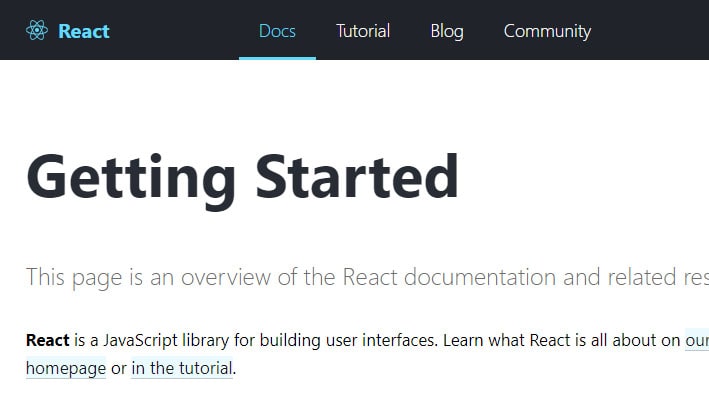 React Docs Tutorial Blog Community
Getting Started
This page is an overview of the React documentation and related
React is a JavaScript library for building user interfaces. Learn what React is all about on our
homepage or in the tutorial.